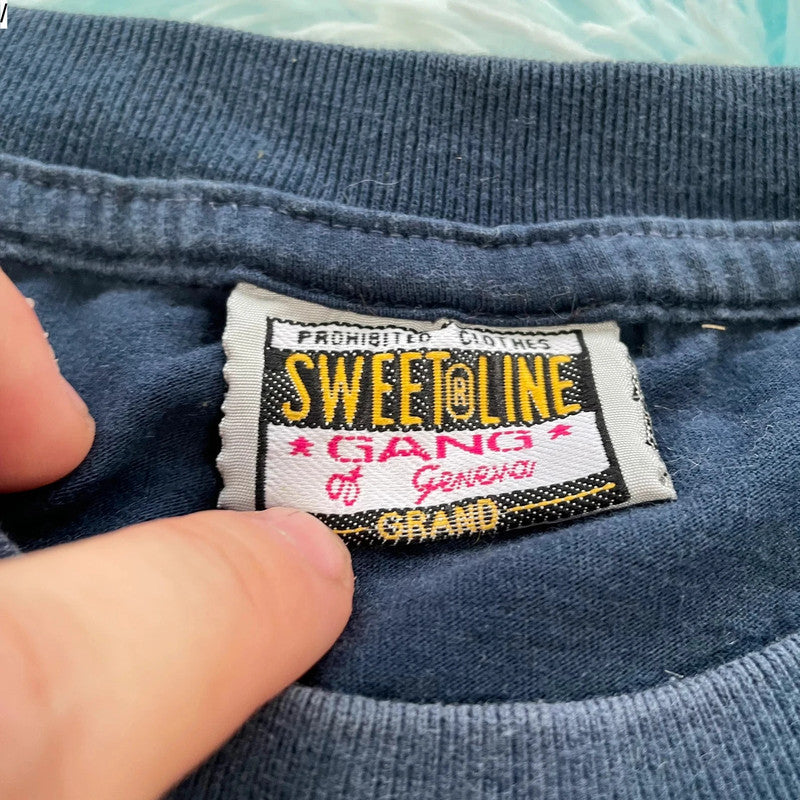 PROHIBITED CLOTHES
SWEET ® LINE
* GANG *
of Geneva
GRAND